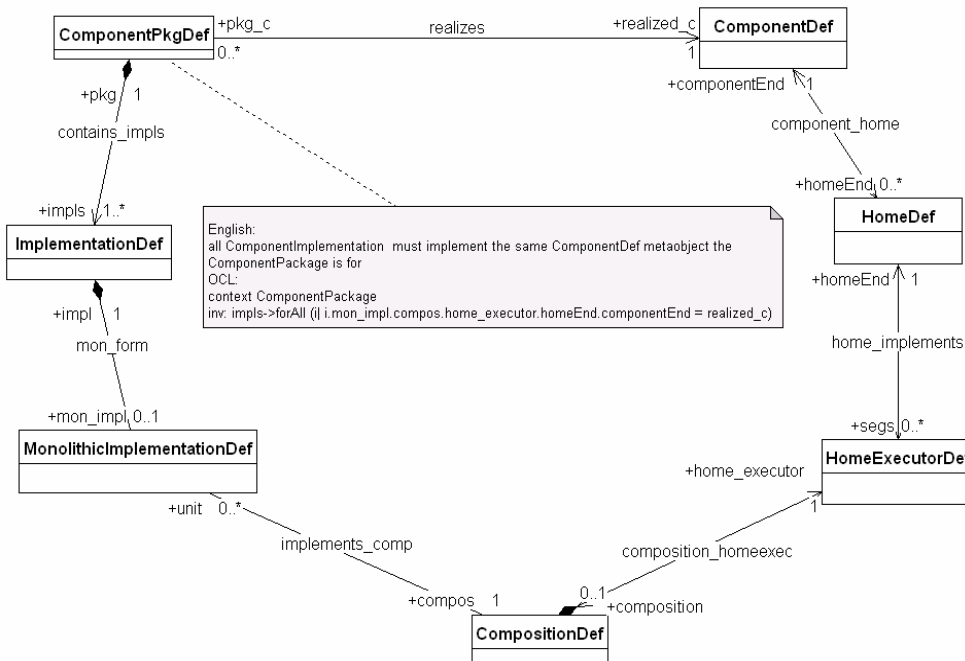 ComponentPkgDef
+pkg_c
realizes
+realized_c
ComponentDef
0..*
1
+pkg 1
+componentEnd 1
contains_impls
component_home
+impls 1..*
+homeEnd 0..*
ImplementationDef
HomeDef
English:
all ComponentImplementation must implement the same ComponentDef metaobject the
ComponentPackage is for
OCL:
context ComponentPackage
inv: impls->forAll (i| i.mon_impl.compos.home_executor.homeEnd.componentEnd = realized_c)
+impl 1
+homeEnd 1
mon_form
home_implements
+mon_impl 0..1
+segs 0..*
MonolithicImplementationDef
HomeExecutorDef
+home_executor
+unit 0..*
1
implements_comp
composition_homeexec
+compos 1
0..1
+composition
CompositionDef